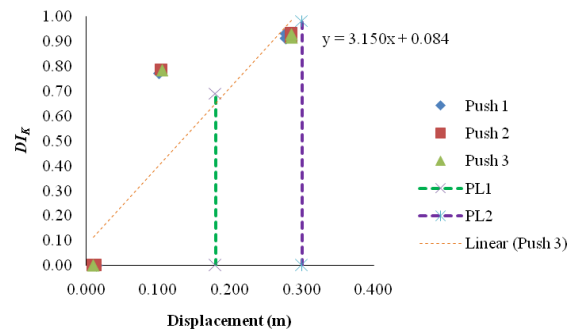 1.00
0.90
0.80
0.70
0.60
0.50
0.40
0.30
0.20
0.10
0.00
DI_K
y = 3.150x + 0.084
Push 1
Push 2
Push 3
PL1
PL2
Linear (Push 3)
0.000 0.100 0.200 0.300 0.400
Displacement (m)